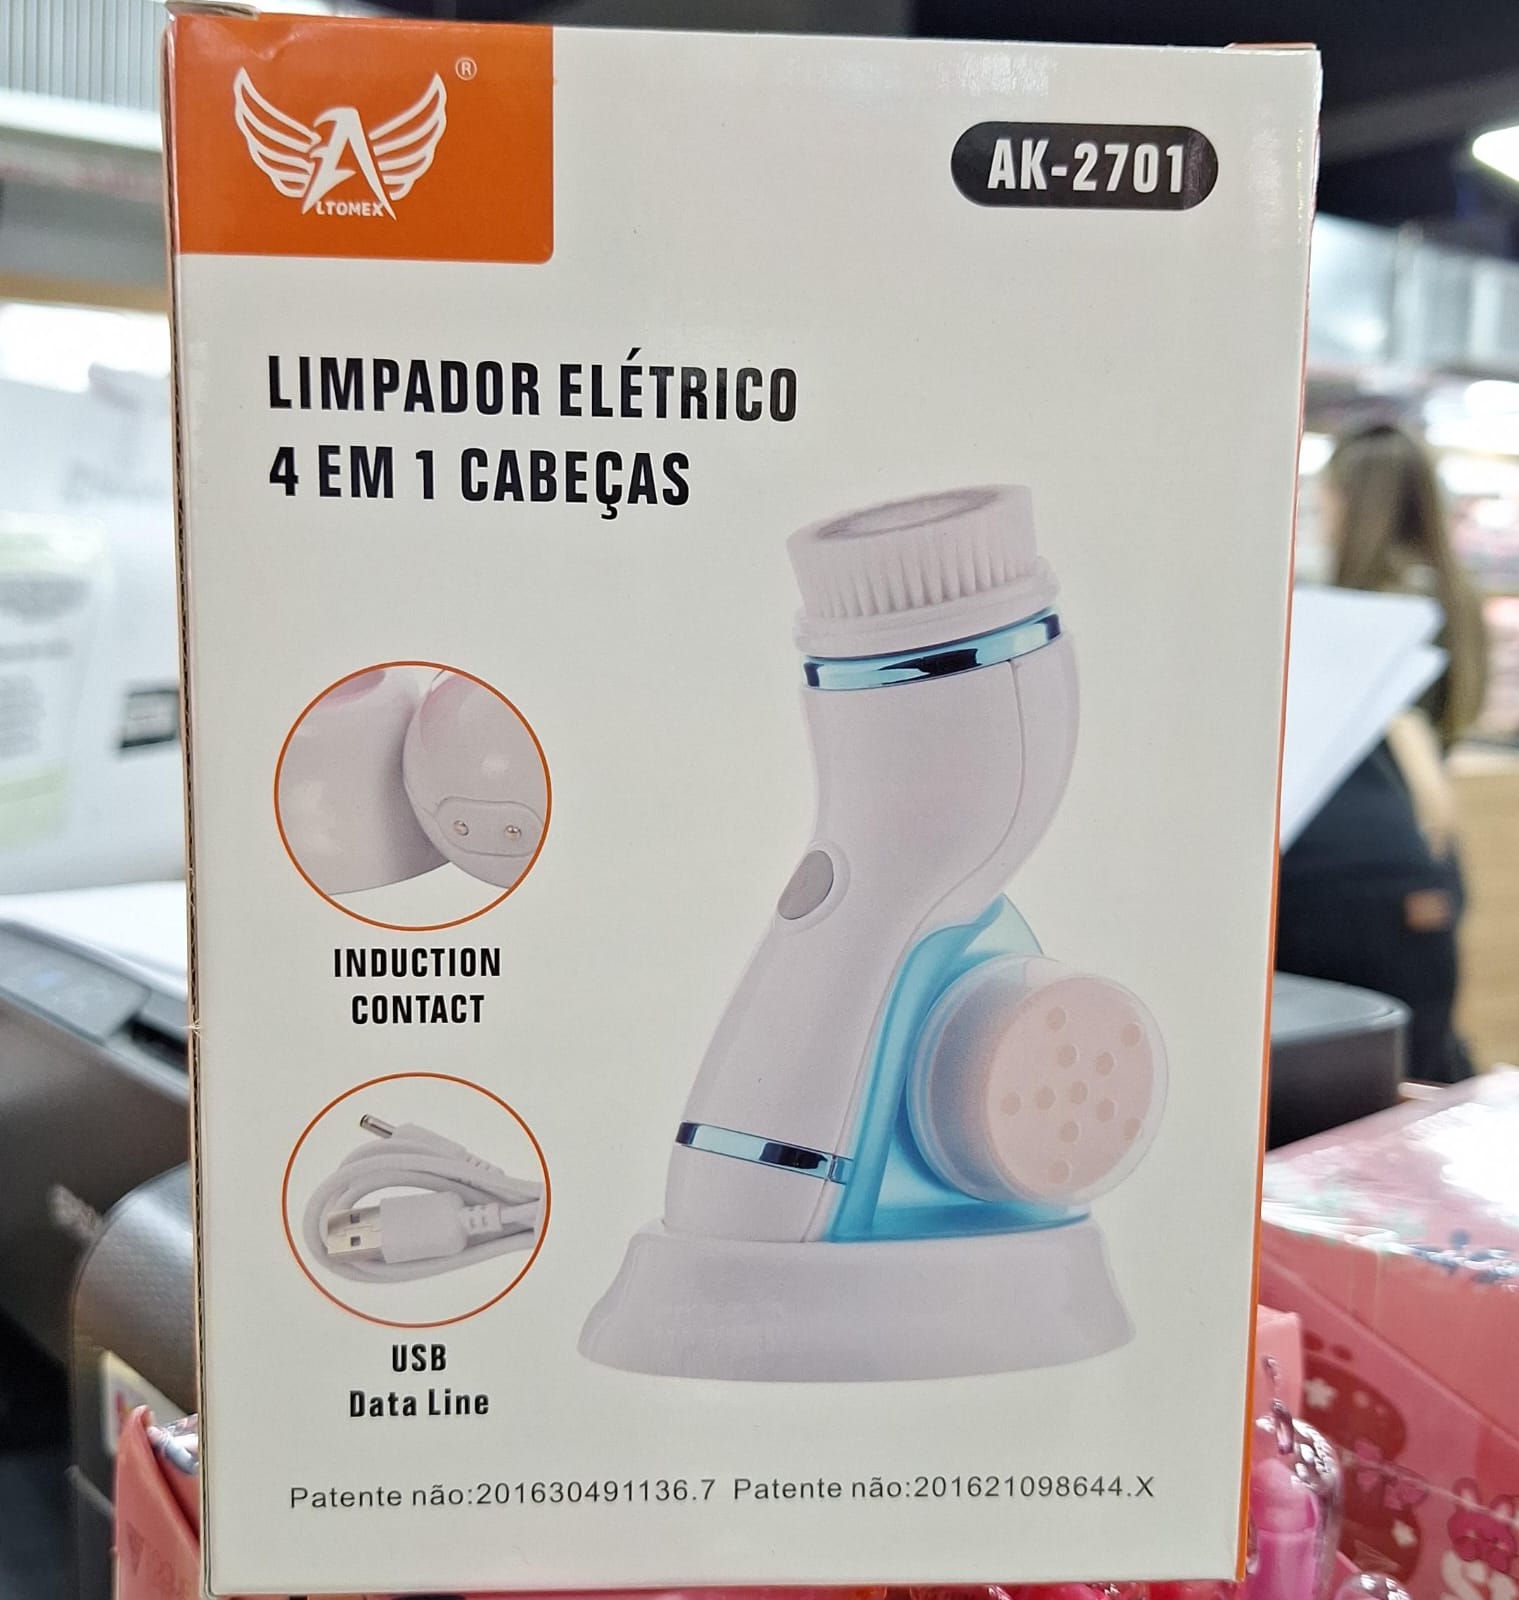 ALTOMEX ®
AK-2701
LIMPADOR ELÉTRICO
4 EM 1 CABEÇAS
INDUCTION
CONTACT
USB
Data Line
Patente não:201630491136.7 Patente não:201621098644.X